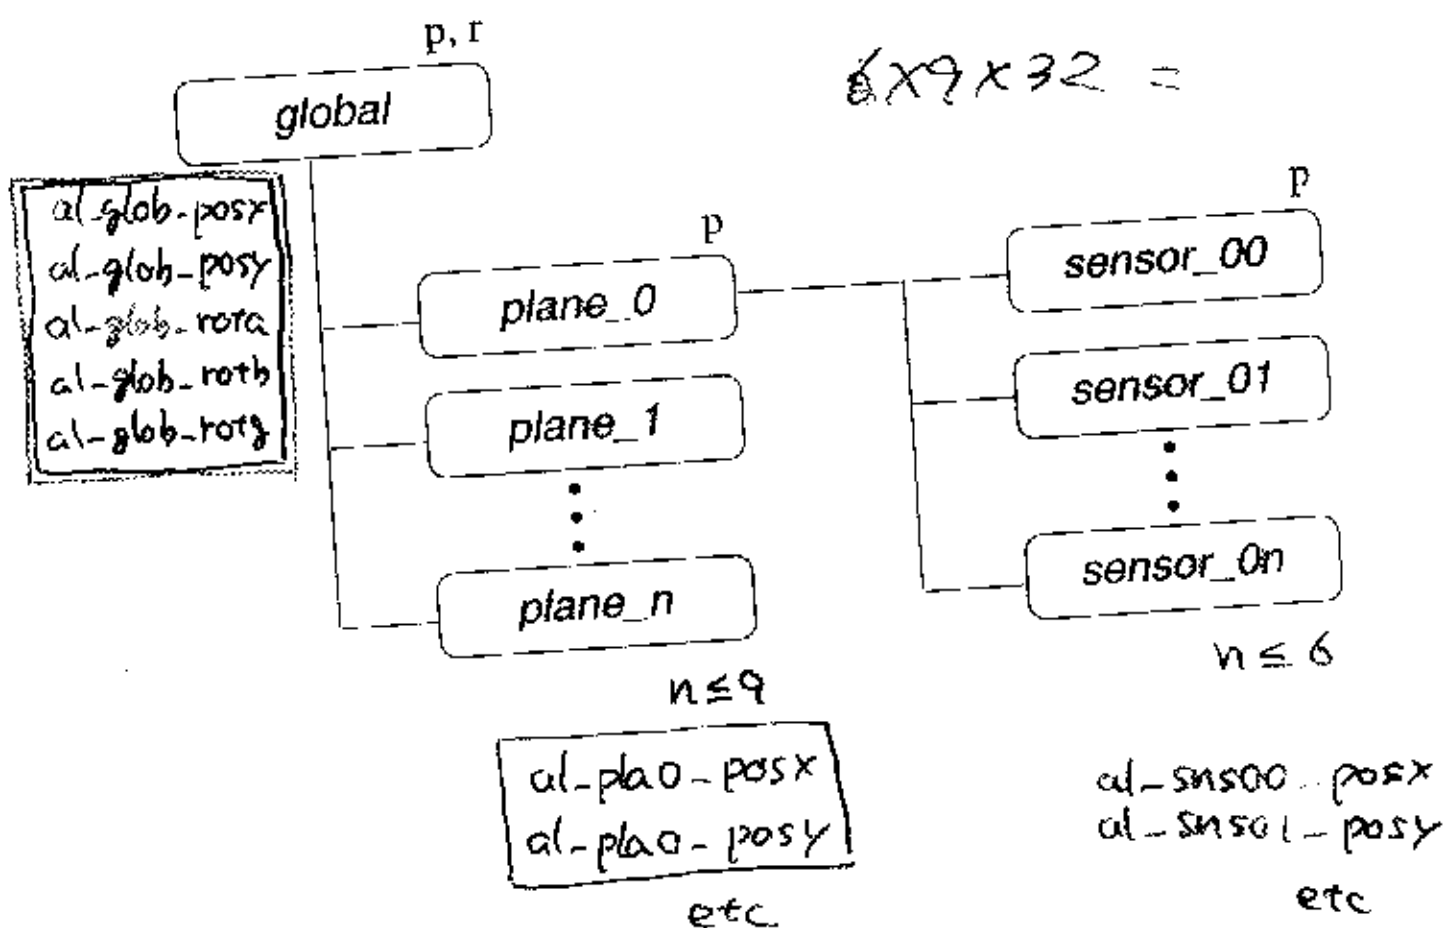 p, r
global
6x9x32 =
al-glob-posx
al-glob-posy
al-glob-rota
al-glob-rotb
al-glob-rotg
p
plane_0
plane_1
plane_n
n≤9
al-pla0-posx
al-pla0-posy
etc
p
sensor_00
sensor_01
sensor_0n
n≤6
al-sns00-posx
al-sns01-posy
etc